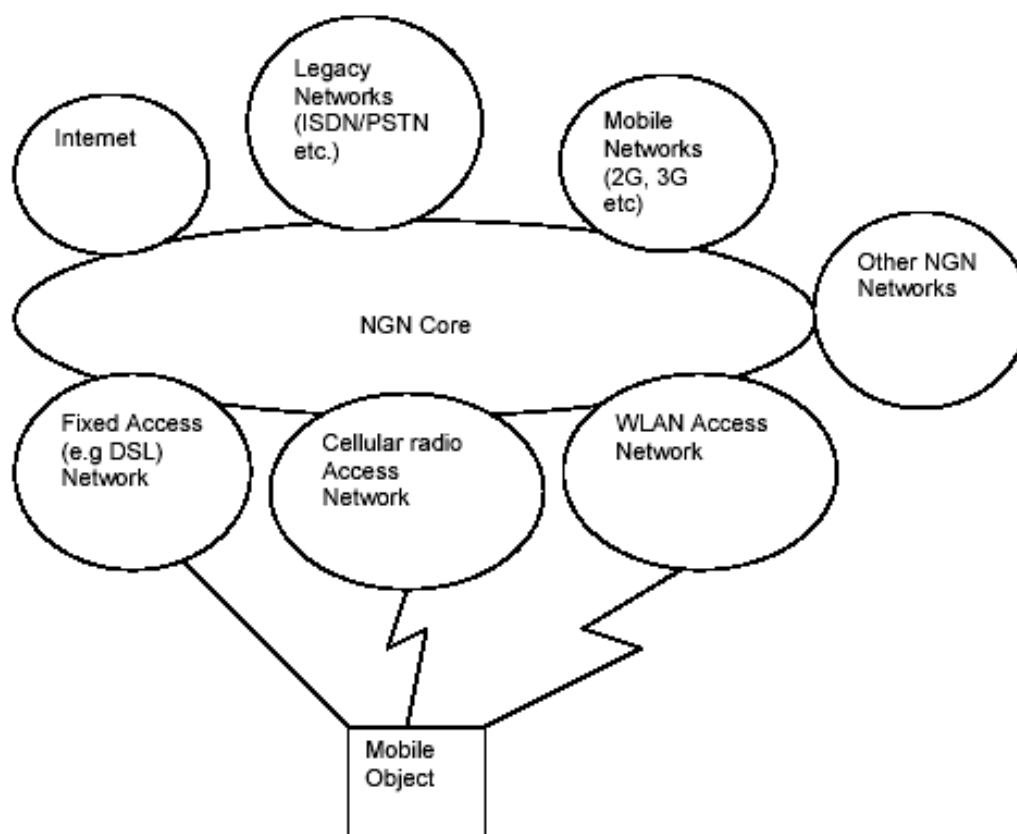 Legacy
Networks
(ISDN/PSTN
etc.)
Internet
Mobile
Networks
(2G, 3G
etc)
Other NGN
Networks
NGN Core
Fixed Access
(e.g DSL)
Network
Cellular radio
Access
Network
WLAN Access
Network
Mobile
Object